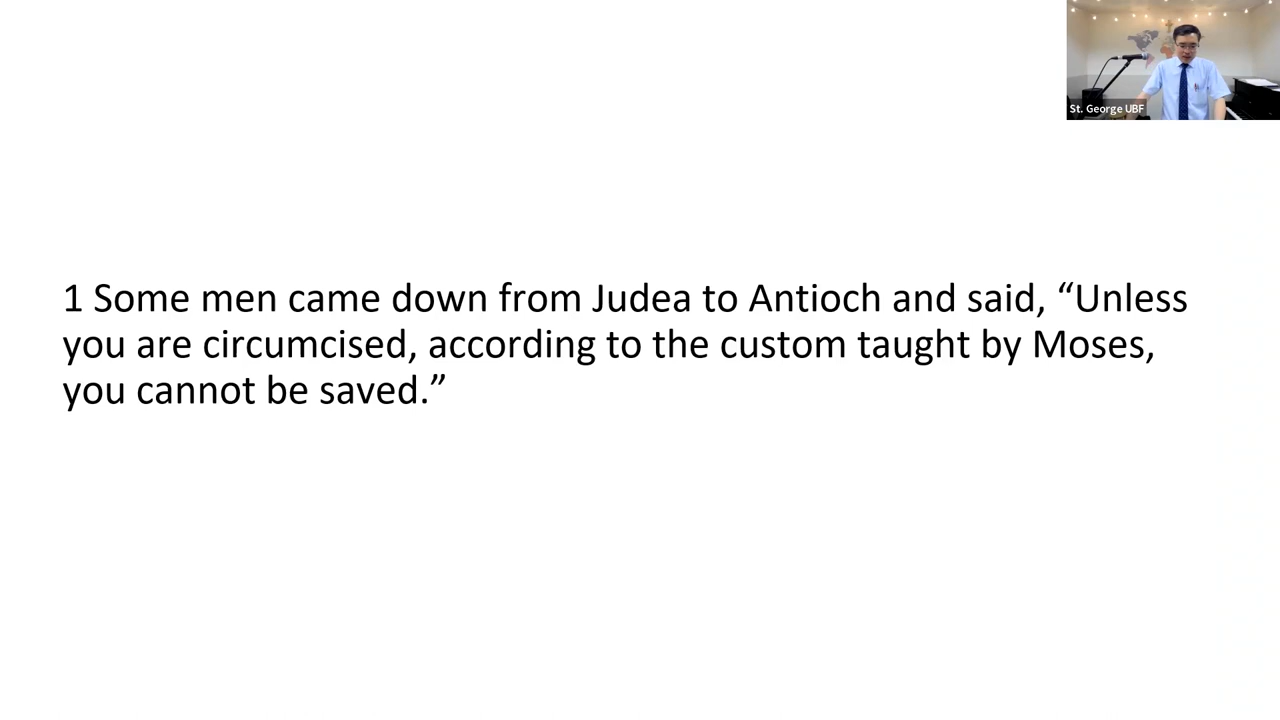 St. George UBF
1 Some men came down from Judea to Antioch and said, “Unless
you are circumcised, according to the custom taught by Moses,
you cannot be saved.”